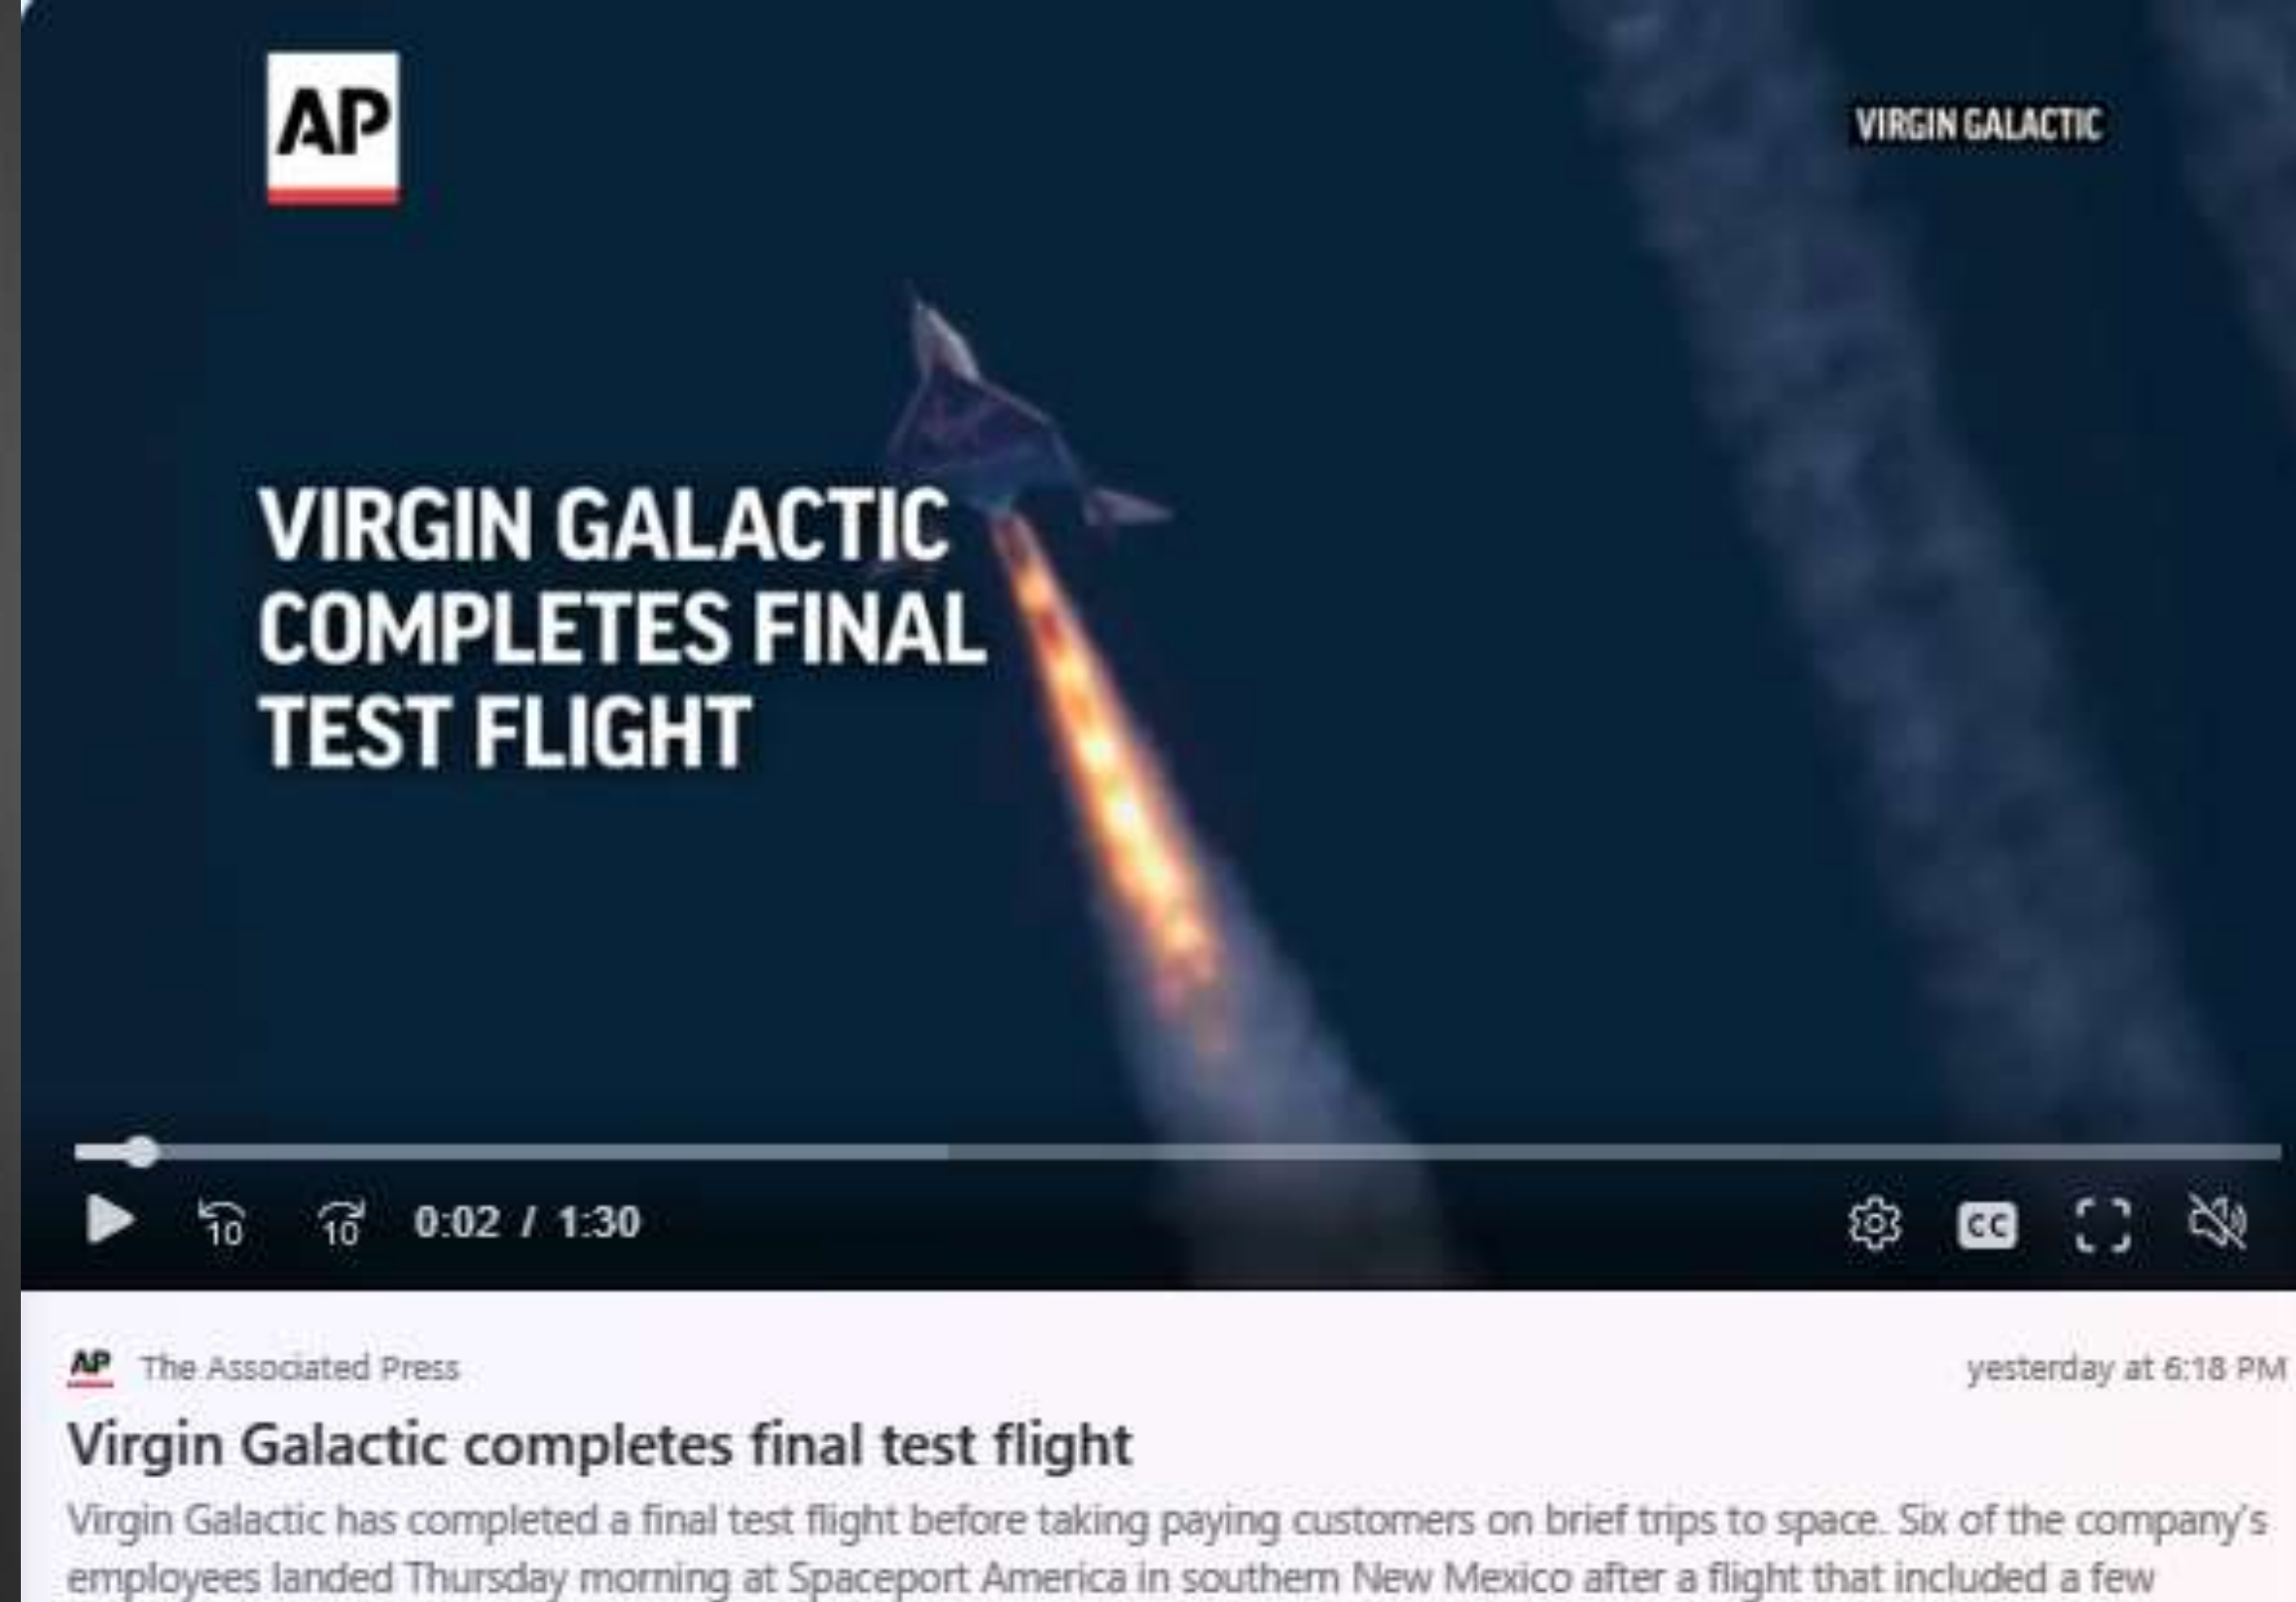 AP
VIRGIN GALACTIC
VIRGIN GALACTIC
COMPLETES FINAL
TEST FLIGHT
10 10 0:02 / 1:30 CC
AP The Associated Press yesterday at 6:18 PM
Virgin Galactic completes final test flight
Virgin Galactic has completed a final test flight before taking paying customers on brief trips to space. Six of the company's
employees landed Thursday morning at Spaceport America in southern New Mexico after a flight that included a few